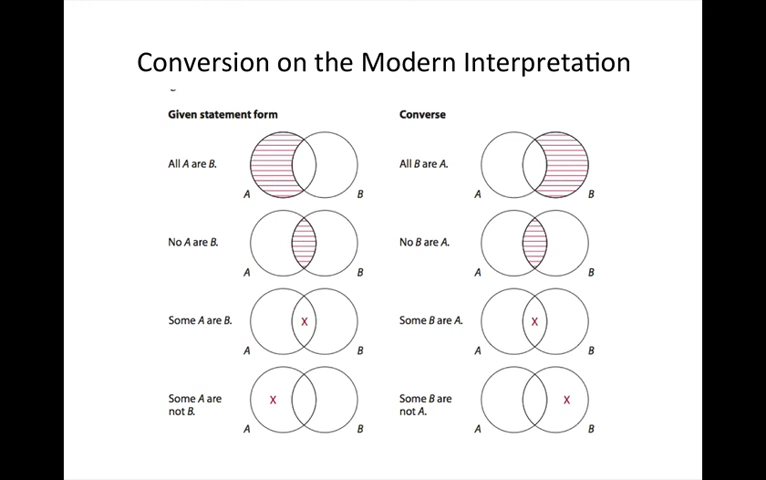 Conversion on the Modern Interpretation
Given statement form
Converse
All A are B.
A
B
All B are A.
A
B
No A are B.
A
B
No B are A.
A
B
Some A are B.
X
A
B
Some B are A.
X
A
B
Some A are
not B.
X
A
B
Some B are
not A.
X
A
B